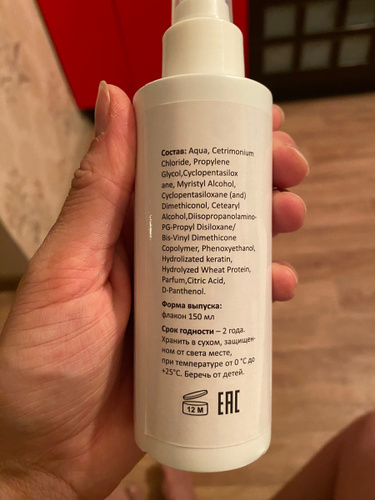 Состав: Aqua, Cetrimonium
Chloride, Propylene
Glycol,Cyclopentasilox
ane, Myristyl Alcohol,
Cyclopentasiloxane (and)
Dimethiconol, Cetearyl
Alcohol,Diisopropanolamino-
PG-Propyl Disiloxane/
Bis-Vinyl Dimethicone
Copolymer, Phenoxyethanol,
Hydrolizated keratin,
Hydrolyzed Wheat Protein,
Parfum,Citric Acid,
D-Panthenol.
Форма выпуска:
флакон 150 мл
Срок годности – 2 года.
Хранить в сухом, защищен-
ном от света месте,
при температуре от 0 °C до
+25°C. Беречь от детей.
12 M
EAC